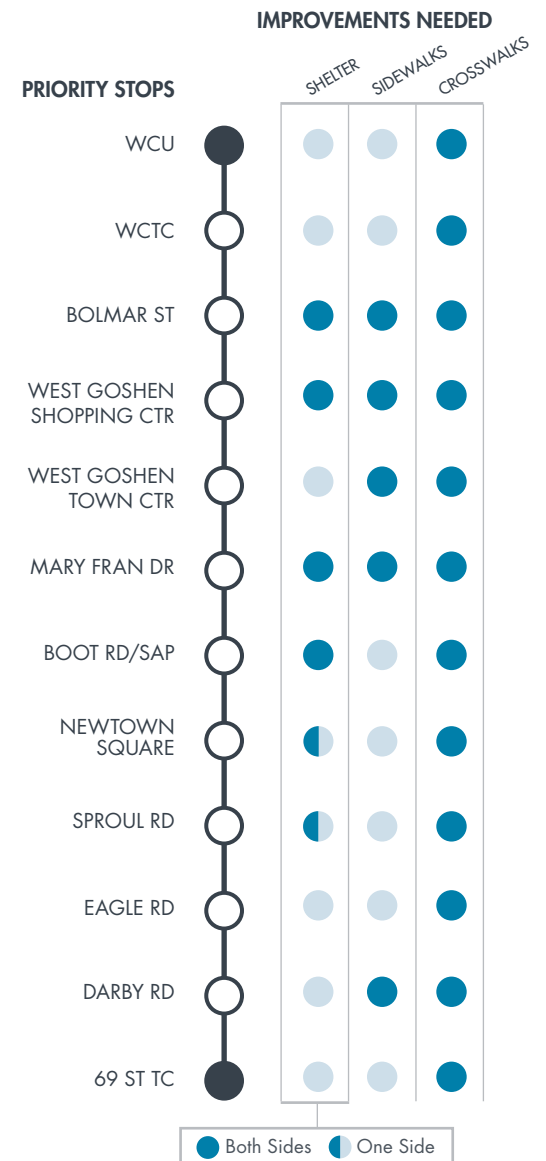 IMPROVEMENTS NEEDED
PRIORITY STOPS
SHELTER
SIDEWALKS
CROSSWALKS
WCU
WCTC
BOLMAR ST
WEST GOSHEN
SHOPPING CTR
WEST GOSHEN
TOWN CTR
MARY FRAN DR
BOOT RD/SAP
NEWTOWN
SQUARE
SPROUL RD
EAGLE RD
DARBY RD
69 ST TC
Both Sides One Side